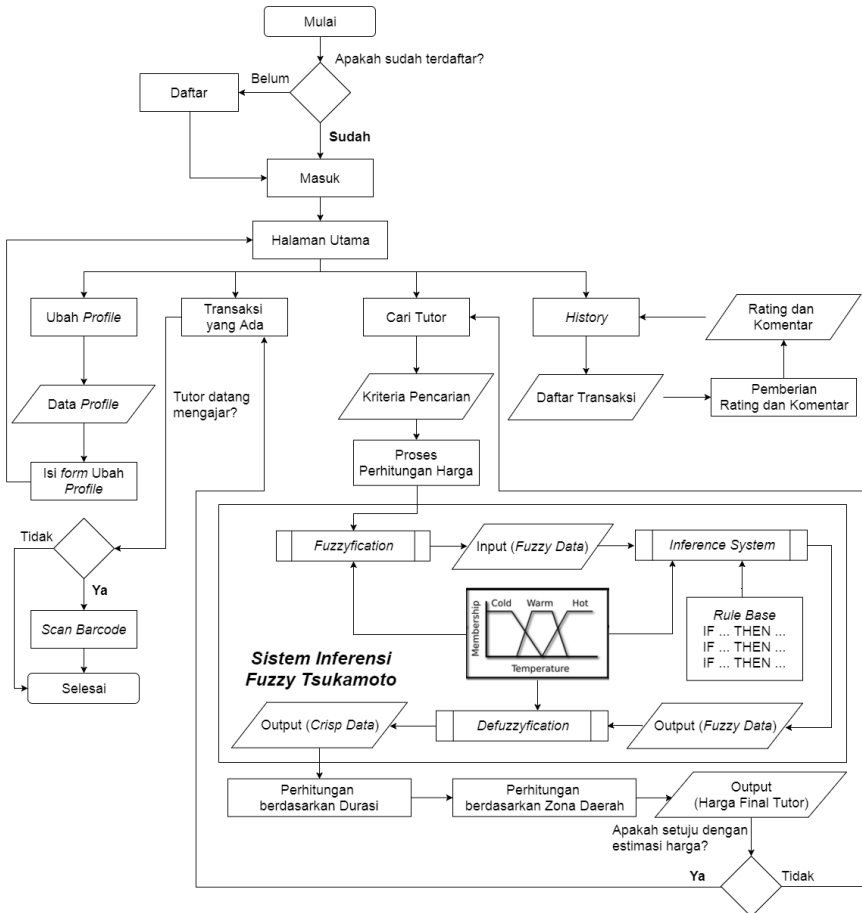 Mulai
Apakah sudah terdaftar?
Belum
Daftar
Sudah
Masuk
Halaman Utama
Ubah Profile
Transaksi
yang Ada
Cari Tutor
History
Rating dan
Komentar
Data Profile
Tutor datang
mengajar?
Kriteria Pencarian
Daftar Transaksi
Pemberian
Rating dan Komentar
Isi form Ubah
Profile
Proses
Perhitungan Harga
Tidak
Ya
Scan Barcode
Selesai
Fuzzyfication
Input (Fuzzy Data)
Inference System
Membership
Cold
Warm
Hot
Temperature
Rule Base
IF ... THEN ...
IF ... THEN ...
IF ... THEN ...
Sistem Inferensi
Fuzzy Tsukamoto
Output (Crisp Data)
Defuzzyfication
Output (Fuzzy Data)
Perhitungan
berdasarkan Durasi
Perhitungan
berdasarkan Zona Daerah
Output
(Harga Final Tutor)
Apakah setuju dengan
estimasi harga?
Ya
Tidak